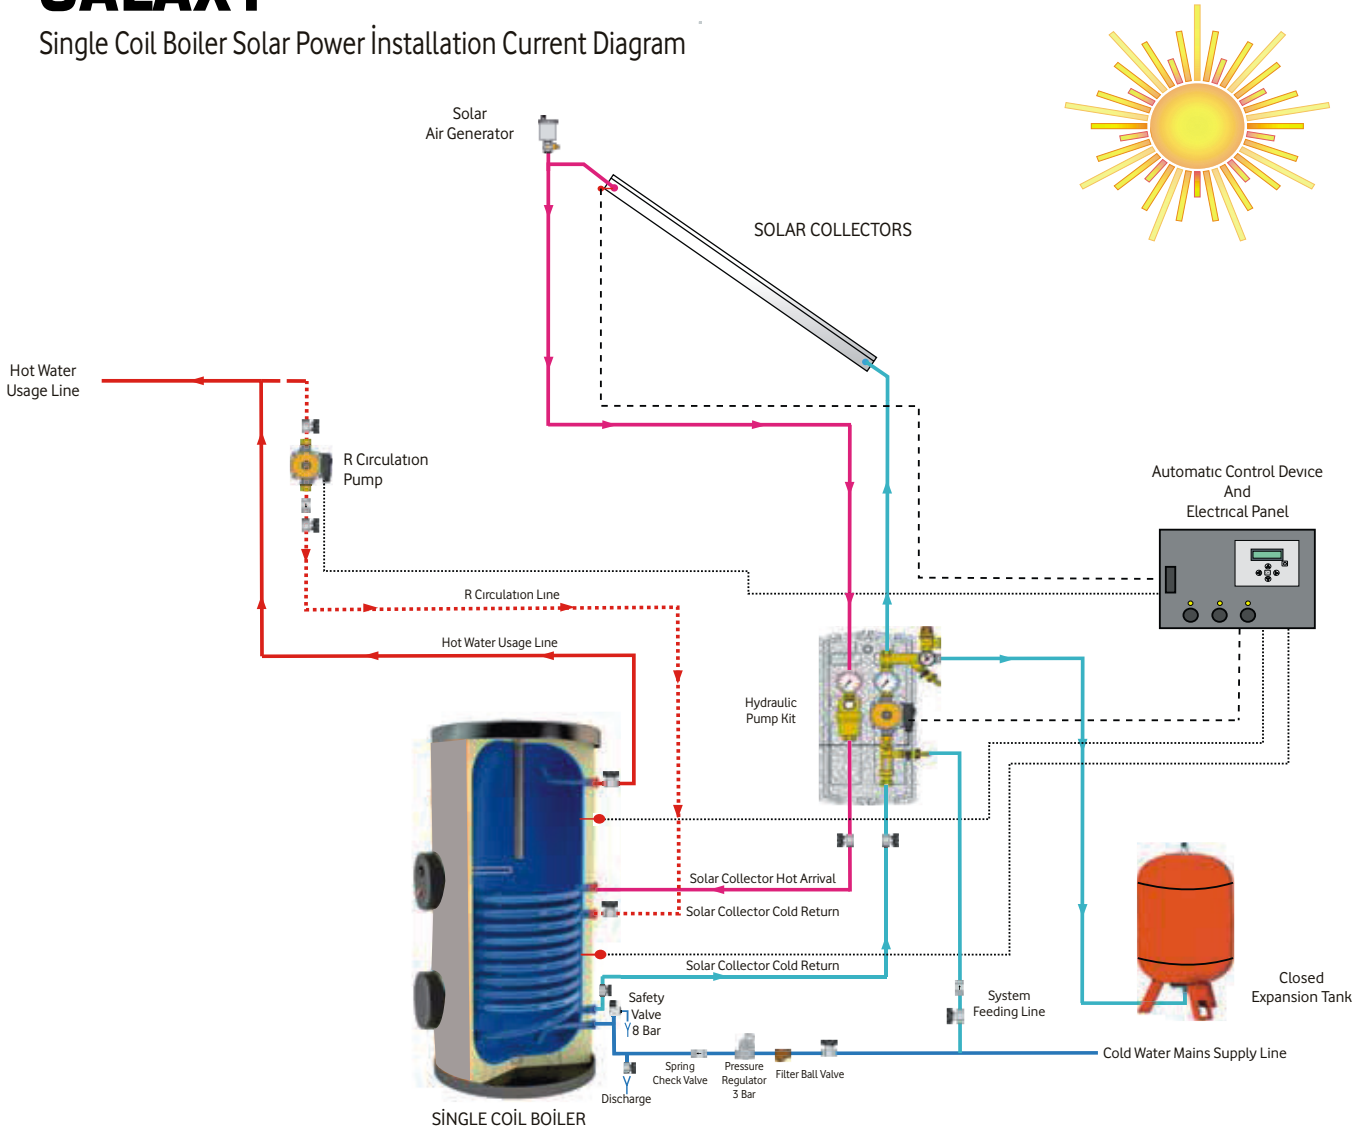 GALAXY
Single Coil Boiler Solar Power İnstallation Current Diagram
Solar
Air Generator
SOLAR COLLECTORS
Hot Water
Usage Line
R Cırculatıon
Pump
Automatıc Control Devıce
And
Electrıcal Panel
R Cırculatıon Lıne
Hot Water Usage Lıne
Hydraulic
Pump Kit
Solar Collector Hot Arrival
Solar Collector Cold Return
Solar Collector Cold Return
Safety
Valve
8 Bar
System
Feeding Line
Closed
Expansion Tank
Cold Water Mains Supply Line
Spring
Check Valve
Pressure
Regulator
3 Bar
Filter Ball Valve
Discharge
SİNGLE COİL BOİLER